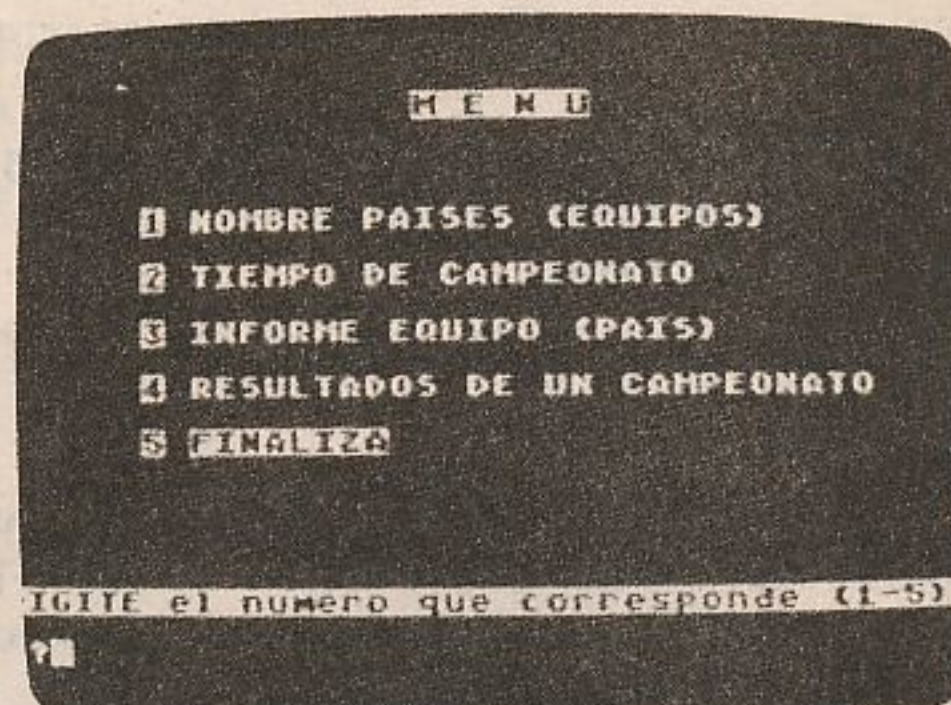 M E N U
1 NOMBRE PAISES (EQUIPOS)
2 TIEMPO DE CAMPEONATO
3 INFORME EQUIPO (PAIS)
4 RESULTADOS DE UN CAMPEONATO
5 FINALIZA
IGITE el numero que corresponde (1-5)
?